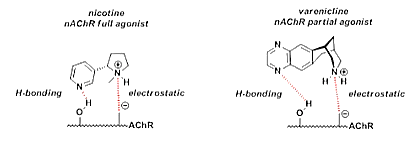 nicotine
nAChR full agonist
N
N
H
H
O
H-bonding
electrostatic
AChR
varenicline
nAChR partial agonist
N
N
N
H
H
H
O
H-bonding
electrostatic
AChR